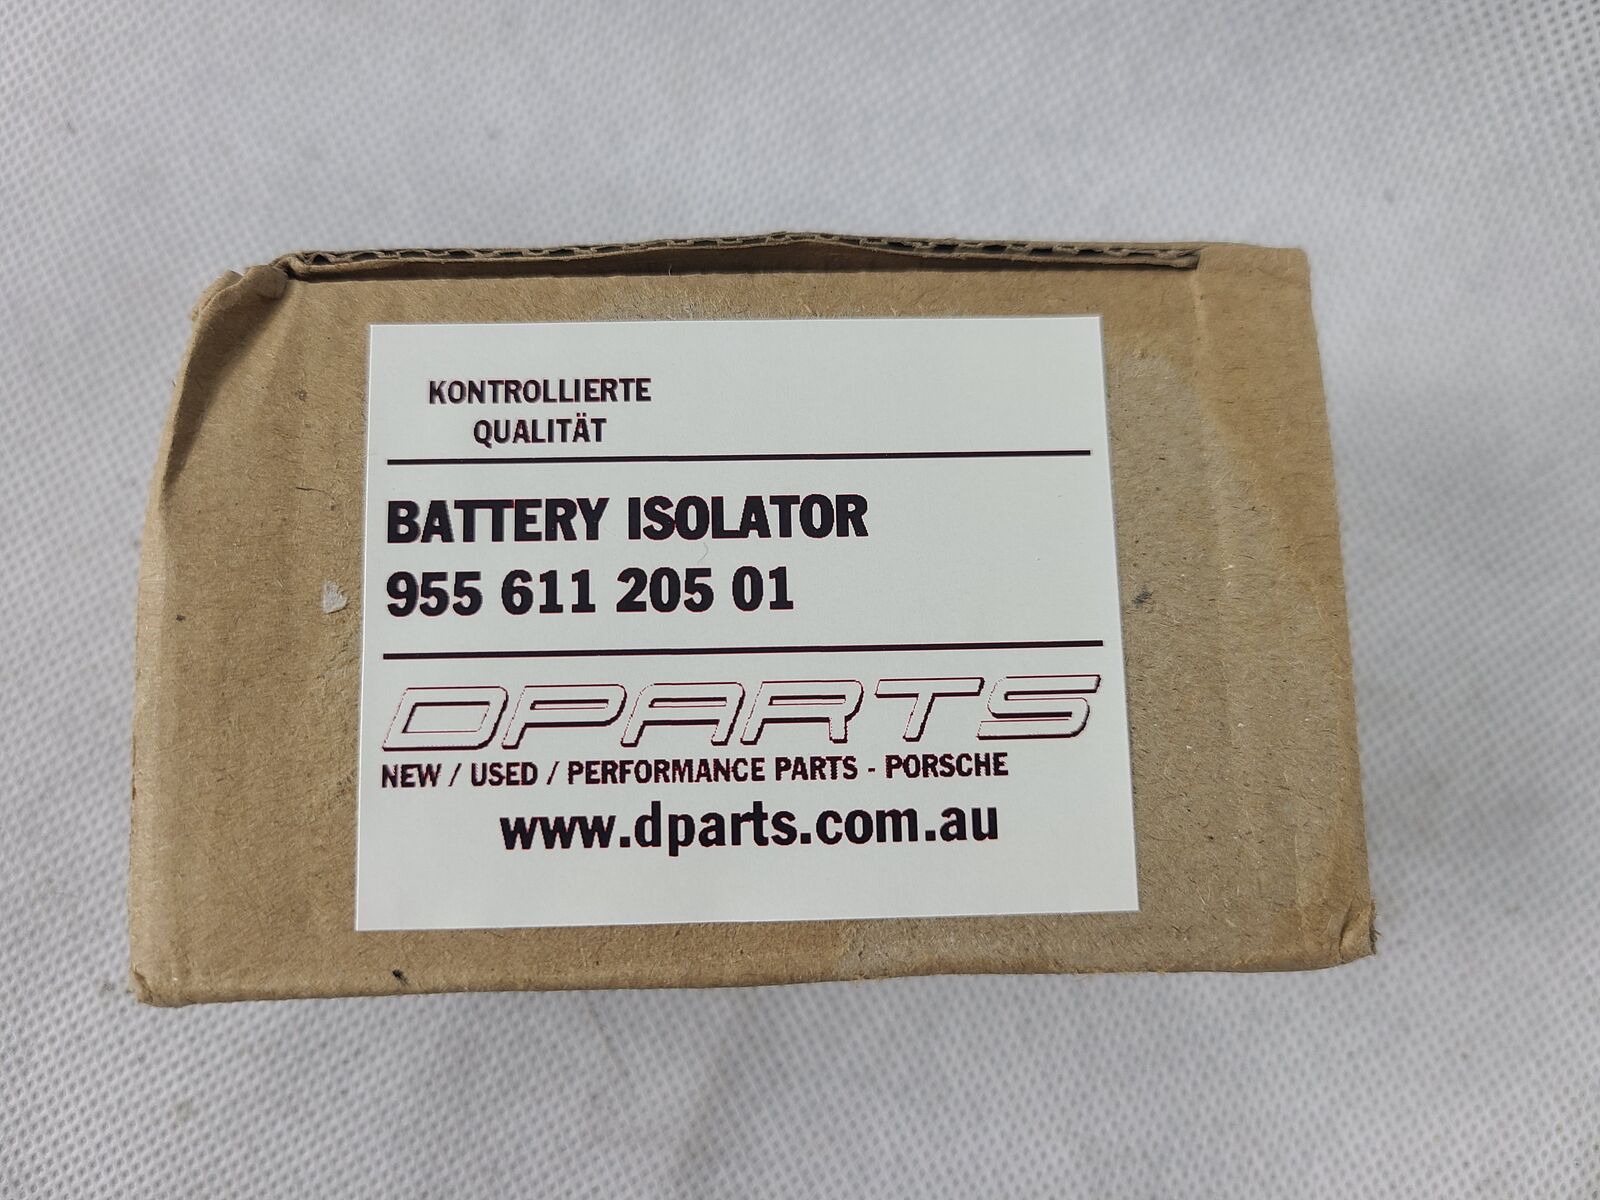 KONTROLLIERTE
QUALITÄT
BATTERY ISOLATOR
955 611 205 01
DPARTS
NEW / USED / PERFORMANCE PARTS - PORSCHE
www.dparts.com.au